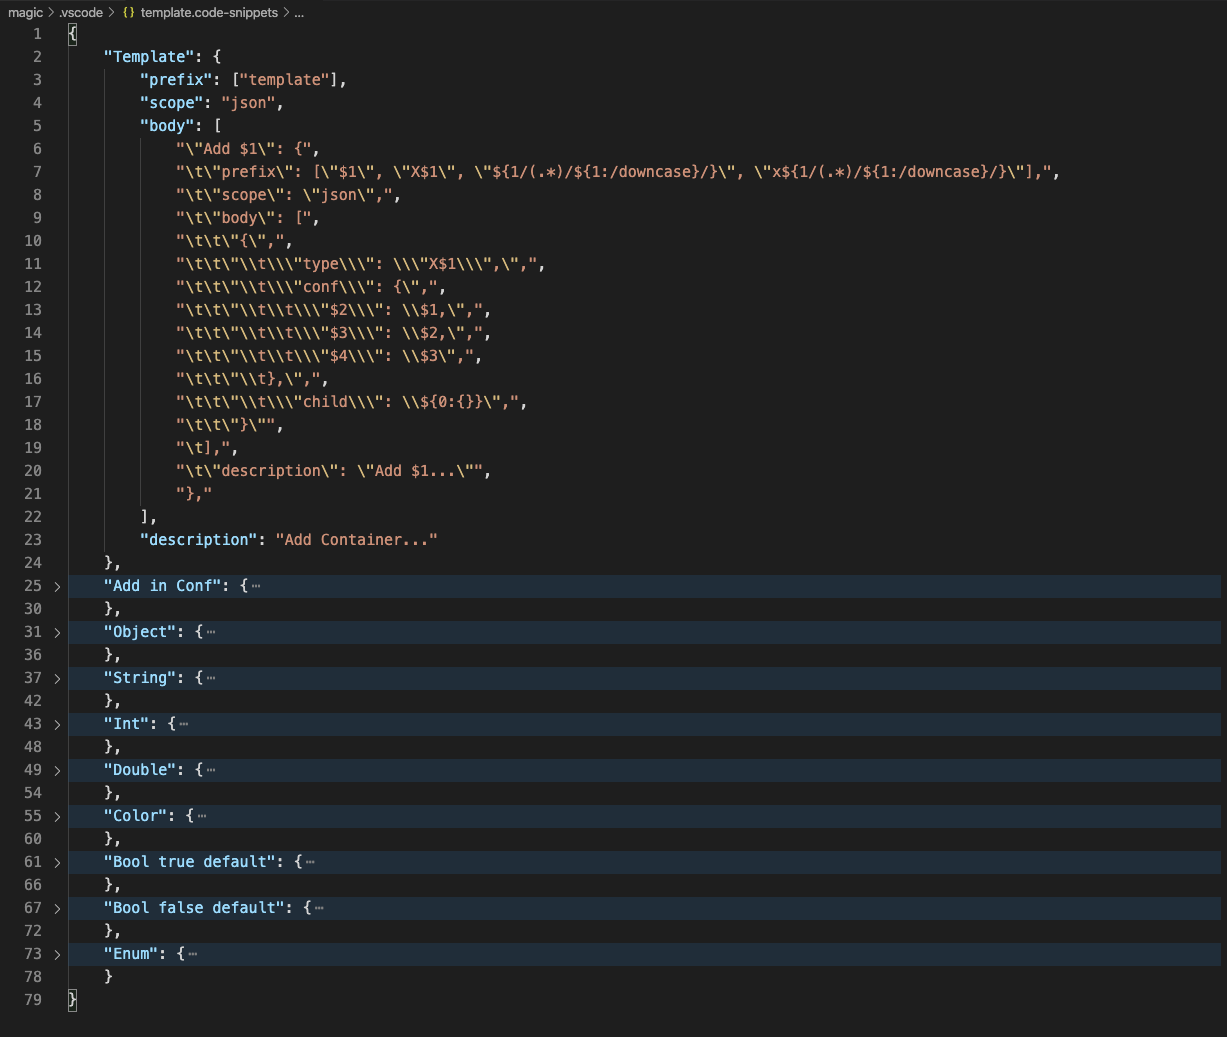 magic > .vscode > {} template.code-snippets > ...
1 {
2 "Template": {
3 "prefix": ["template"],
4 "scope": "json",
5 "body": [
6 "\"Add $1\": {",
7 "\t\"prefix\": [\"$1\", \"X$1\", \"${1/(.*)/${1:/downcase}/}\", \"x${1/(.*)/${1:/downcase}/}\"],",
8 "\t\"scope\": \"json\",",
9 "\t\"body\": [",
10 "\t\t\"{\",",
11 "\t\t\"\\t\\\"type\\\": \\\"X$1\\\",\",",
12 "\t\t\"\\t\\\"conf\\\": {\",",
13 "\t\t\"\\t\\t\\\"$2\\\": \\$1,\",",
14 "\t\t\"\\t\\t\\\"$3\\\": \\$2,\",",
15 "\t\t\"\\t\\t\\\"$4\\\": \\$3\",",
16 "\t\t\"\\t},\",",
17 "\t\t\"\\t\\\"child\\\": \\${0:{}}\",",
18 "\t\t\"}\"",
19 "\t],",
20 "\t\"description\": \"Add $1...\"",
21 "},"
22 ],
23 "description": "Add Container..."
24 },
25 > "Add in Conf": {⋯
30 },
31 > "Object": {⋯
36 },
37 > "String": {⋯
42 },
43 > "Int": {⋯
48 },
49 > "Double": {⋯
54 },
55 > "Color": {⋯
60 },
61 > "Bool true default": {⋯
66 },
67 > "Bool false default": {⋯
72 },
73 > "Enum": {⋯
78 }
79 }